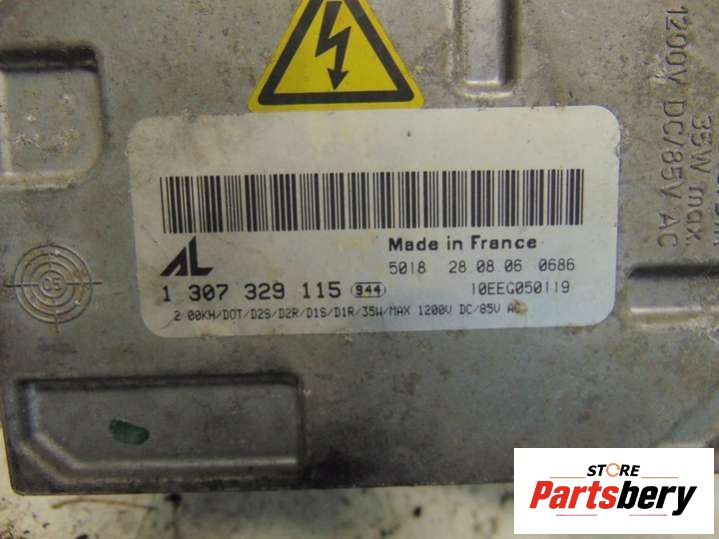 1200V DC/85V AC
35W max.
AL
Made in France
5018 28 08 06 0686
1 307 329 115 944
10EEG050119
2 00KH/DOT/D2S/D2R/D1S/D1R/35W/MAX 1200V DC/85V AC
05
STORE
Partsbery